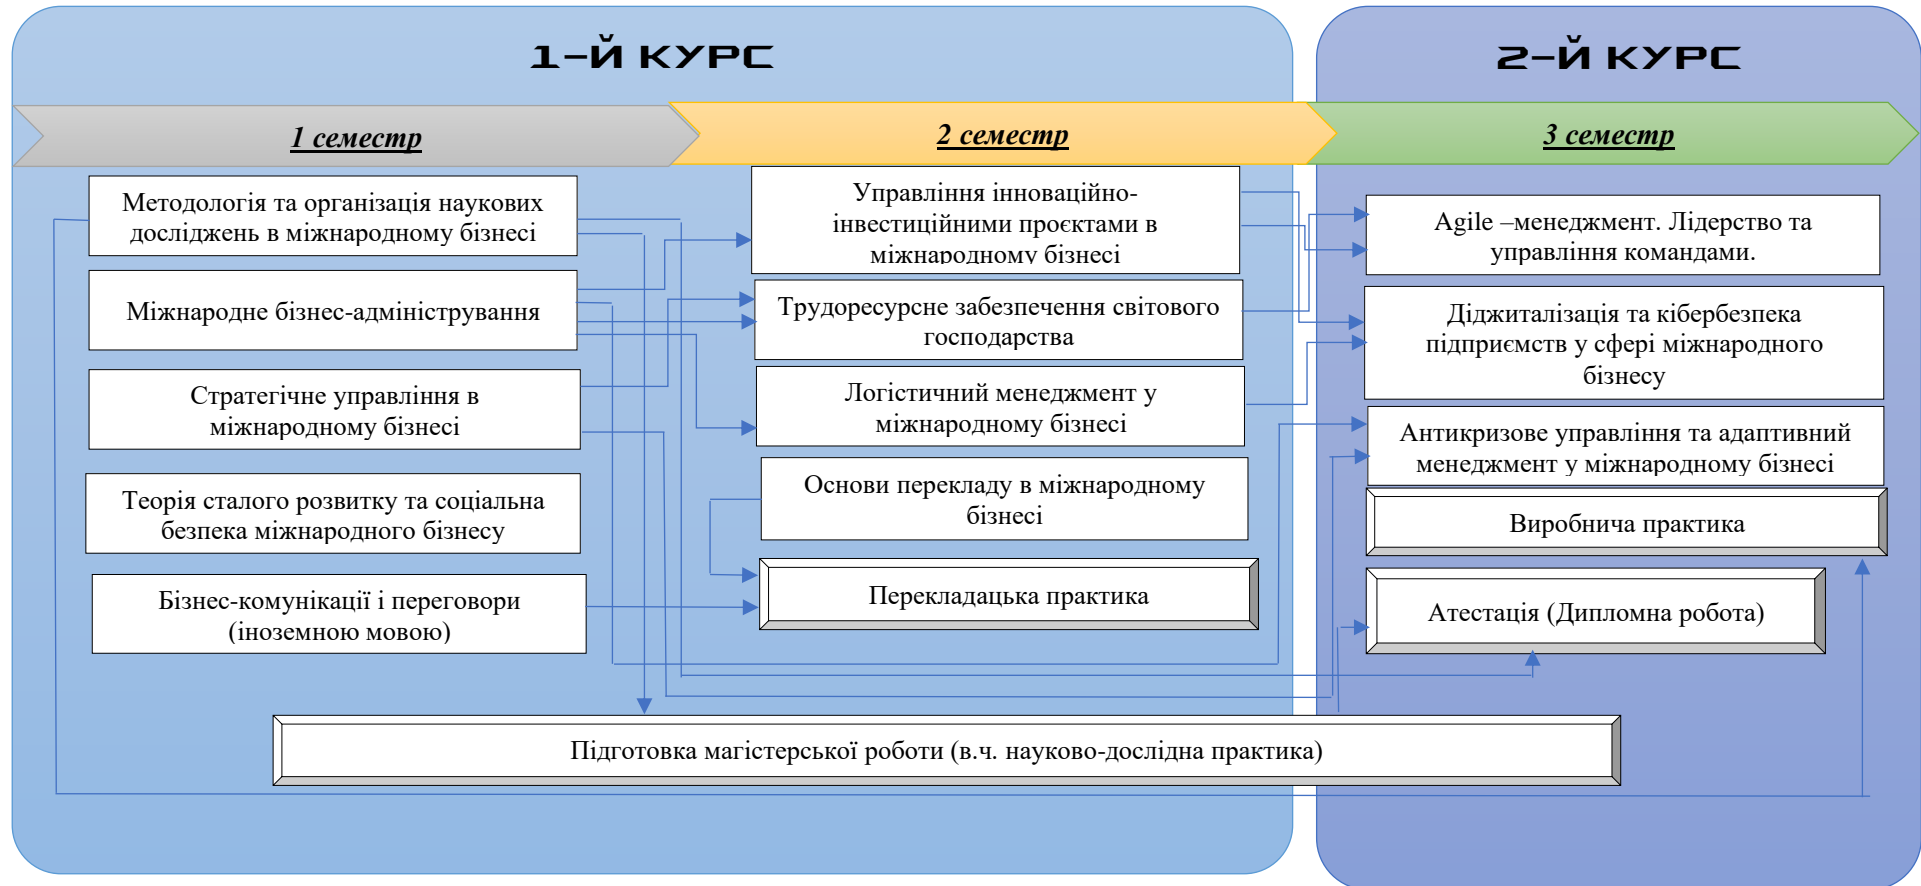 1-Й КУРС
2-Й КУРС
1 семестр
2 семестр
3 семестр
Методологія та організація наукових
досліджень в міжнародному бізнесі
Міжнародне бізнес-адміністрування
Стратегічне управління в
міжнародному бізнесі
Теорія сталого розвитку та соціальна
безпека міжнародного бізнесу
Бізнес-комунікації і переговори
(іноземною мовою)
Управління інноваційно-
інвестиційними проєктами в
міжнародному бізнесі
Трудоресурсне забезпечення світового
господарства
Логістичний менеджмент у
міжнародному бізнесі
Основи перекладу в міжнародному
бізнесі
Перекладацька практика
Agile –менеджмент. Лідерство та
управління командами.
Діджиталізація та кібербезпека
підприємств у сфері міжнародного
бізнесу
Антикризове управління та адаптивний
менеджмент у міжнародному бізнесі
Виробнича практика
Атестація (Дипломна робота)
Підготовка магістерської роботи (в.ч. науково-дослідна практика)